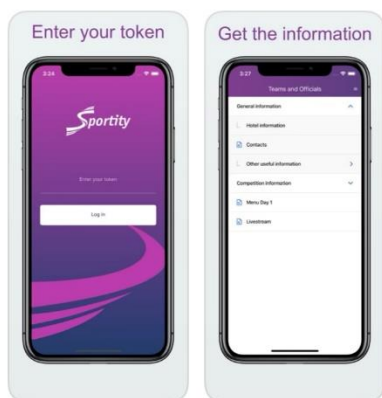 Enter your token
3:24
Sportity
Enter your token
Log in
Get the information
3:27
Teams and Officials
General information
Hotel information
Contacts
Other useful information
Competition Information
Menu Day 1
Livestream